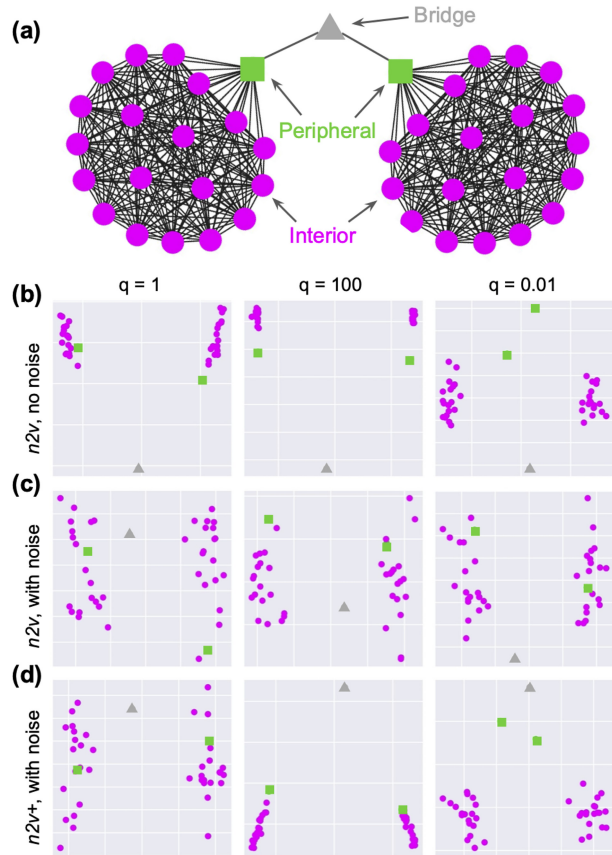 (a)
Bridge
Peripheral
Interior
(b)
q = 1
q = 100
q = 0.01
n2v, no noise
(c)
n2v, with noise
(d)
n2v+, with noise